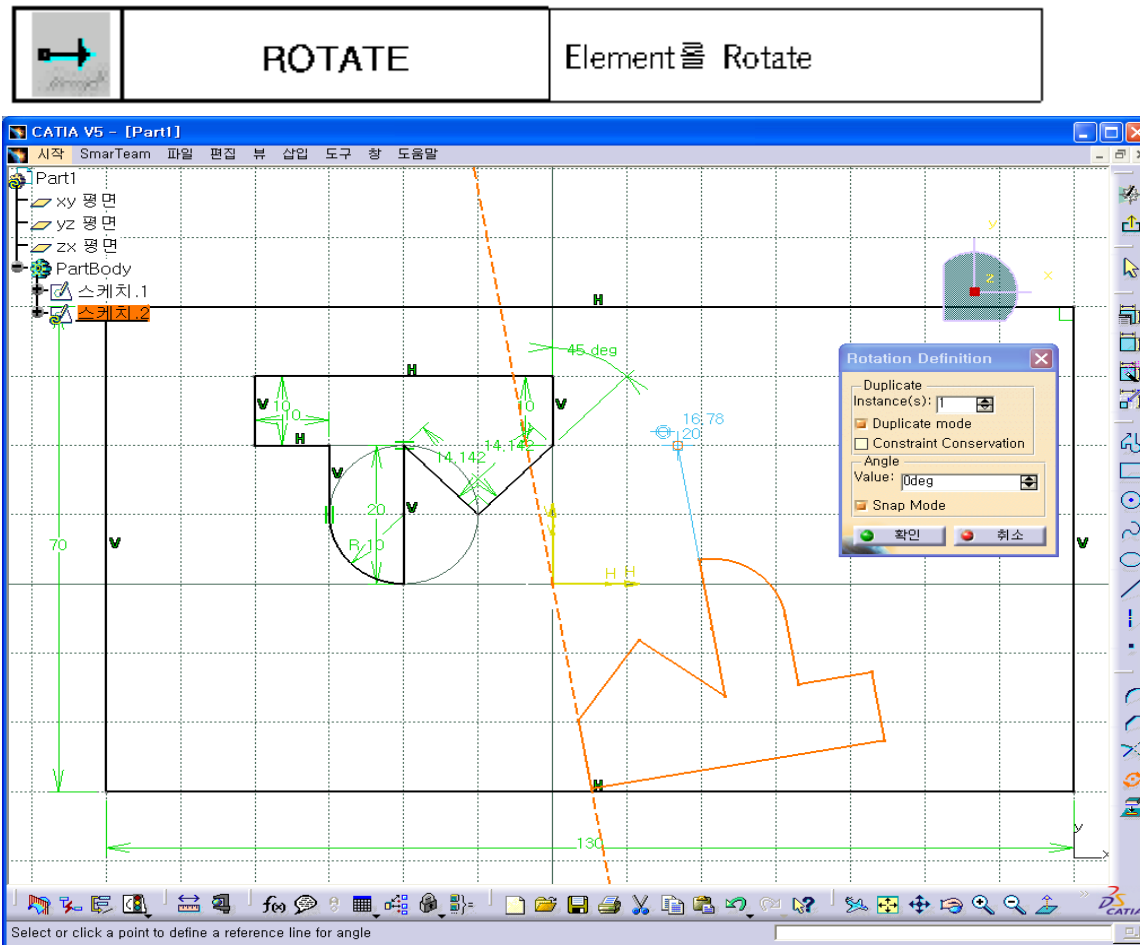 ROTATE
Element를 Rotate
CATIA V5 - [Part1]
시작 SmarTeam 파일 편집 뷰 삽입 도구 창 도움말
Part1
xy 평면
yz 평면
zx 평면
PartBody
스케치.1
스케치.2
y
x
z
H
45 deg
H
V
10
10
10
V
H
14,142
14,142
V
20
V
R 10
70
V
16,78
20
V
H H
V
H
130
y
x
Rotation Definition
Duplicate
Instance(s): 1
Duplicate mode
Constraint Conservation
Angle
Value: 0deg
Snap Mode
확인 취소
f(x)
CATIA
Select or click a point to define a reference line for angle